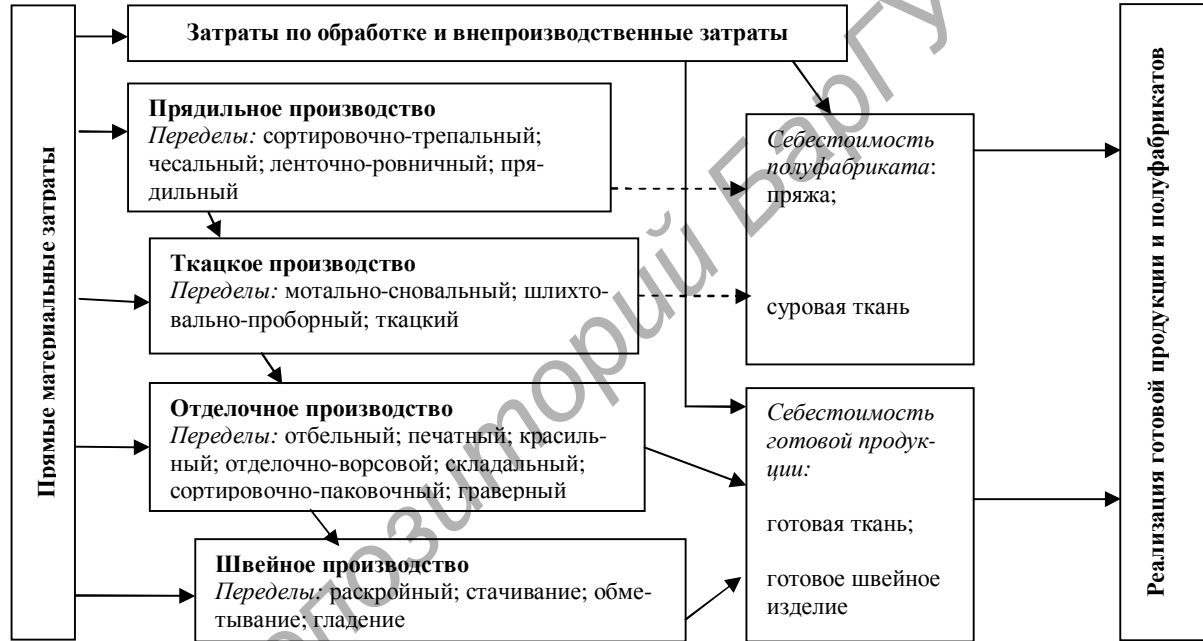 Прямые материальные затраты
Затраты по обработке и внепроизводственные затраты
Прядильное производство
Переделы: сортировочно-трепальный;
чесальный; ленточно-ровничный; пря-
дильный
Ткацкое производство
Переделы: мотально-сновальный; шлихто-
вально-проборный; ткацкий
Отделочное производство
Переделы: отбельный; печатный; красиль-
ный; отделочно-ворсовой; складальный;
сортировочно-паковочный; граверный
Швейное производство
Переделы: раскройный; стачивание; обме-
тывание; глаженıе
Себестоимость
полуфабриката:
пряжа;
суровая ткань
Себестоимость
готовой продук-
ции:
готовая ткань;
готовое швейное
изделие
Реализация готовой продукции и полуфабрикатов
позиторий БарГУ